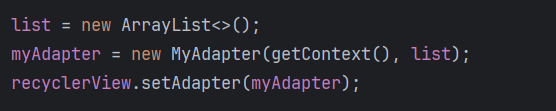 list = new ArrayList<>();
myAdapter = new MyAdapter(getContext(), list);
recyclerView.setAdapter(myAdapter);